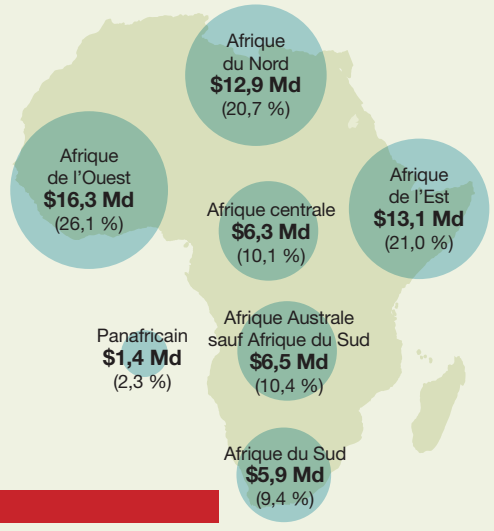 Afrique
du Nord
$12,9 Md
(20,7 %)
Afrique
de l'Ouest
$16,3 Md
(26,1 %)
Afrique
de l'Est
$13,1 Md
(21,0 %)
Afrique centrale
$6,3 Md
(10,1 %)
Afrique Australe
sauf Afrique du Sud
$6,5 Md
(10,4 %)
Panafricain
$1,4 Md
(2,3 %)
Afrique du Sud
$5,9 Md
(9,4 %)